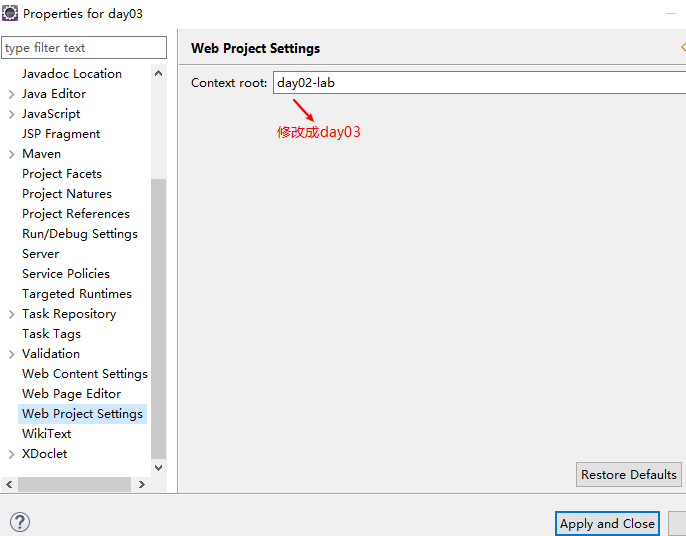 Properties for day03
type filter text
Javadoc Location
Java Editor
JavaScript
JSP Fragment
Maven
Project Facets
Project Natures
Project References
Run/Debug Settings
Server
Service Policies
Targeted Runtimes
Task Repository
Task Tags
Validation
Web Content Settings
Web Page Editor
Web Project Settings
WikiText
XDoclet
Web Project Settings
Context root: day02-lab
修改成day03
Restore Defaults
?
Apply and Close